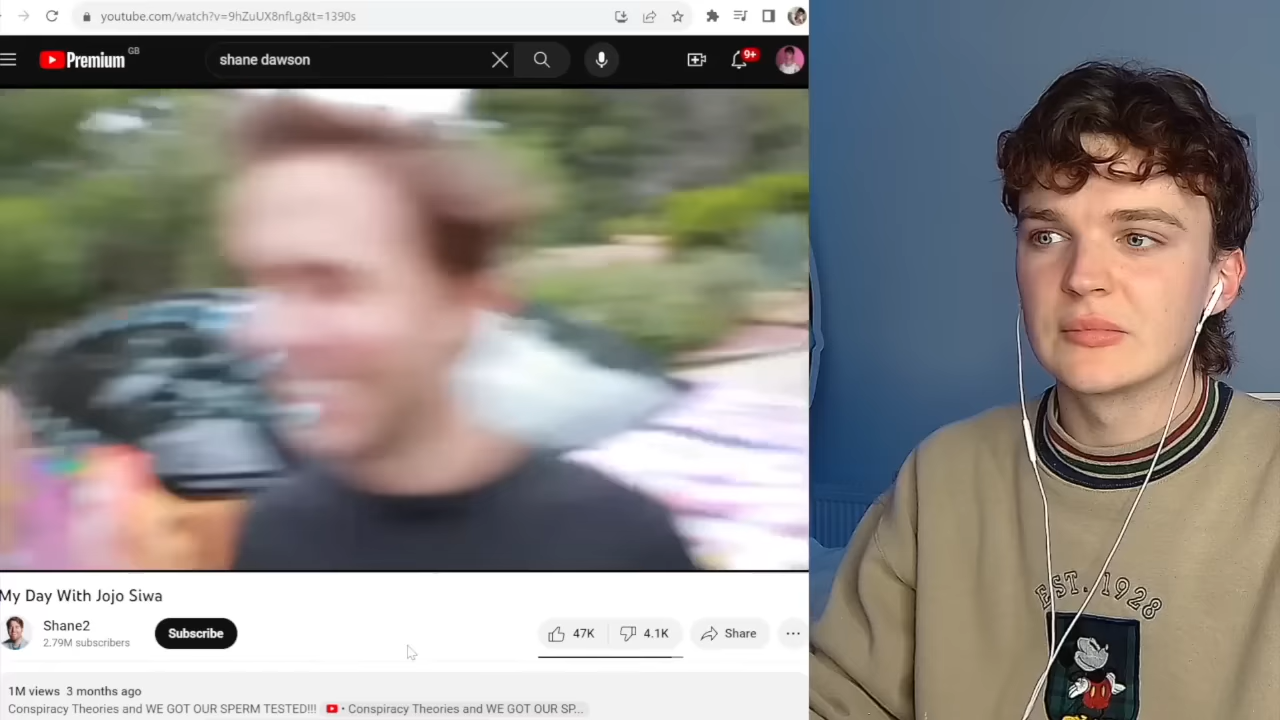 youtube.com/watch?v=9hZuUX8nfLg&t=1390s
Premium GB
shane dawson
9+
My Day With Jojo Siwa
Shane2
2.79M subscribers
Subscribe
47K
4.1K
Share
1M views 3 months ago
Conspiracy Theories and WE GOT OUR SPERM TESTED!!! • Conspiracy Theories and WE GOT OUR SP...
EST. 1928